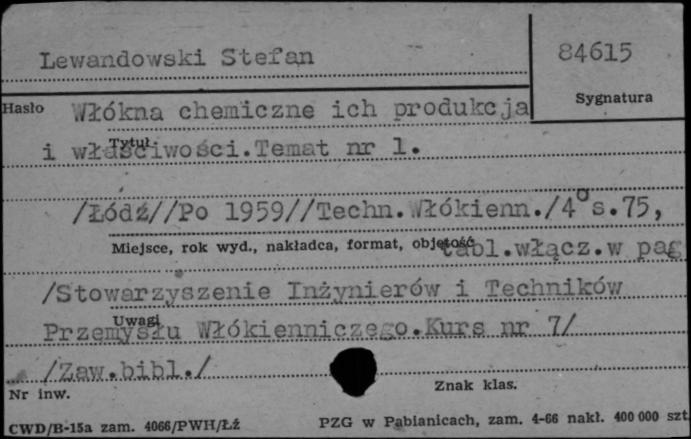 Lewandowski Stefan
84615
Hasło
Sygnatura
Włókna chemiczne ich produkcja
Tytuł
i właściwości.Temat nr 1.
/Łódź//Po 1959//Techn.Włókienn./4°s.75,
Miejsce, rok wyd., nakładca, format, objętość
tabl.włącz.w pag
/Stowarzyszenie Inżynierów i Techników
Uwagi
Przemysłu Włókienniczego.Kurs nr 7/
/Zaw.bibl./
Nr inw.
Znak klas.
CWD/B-15a zam. 4066/PWH/Łź
PZG w Pabianicach, zam. 4-66 nakł. 400 000 szt